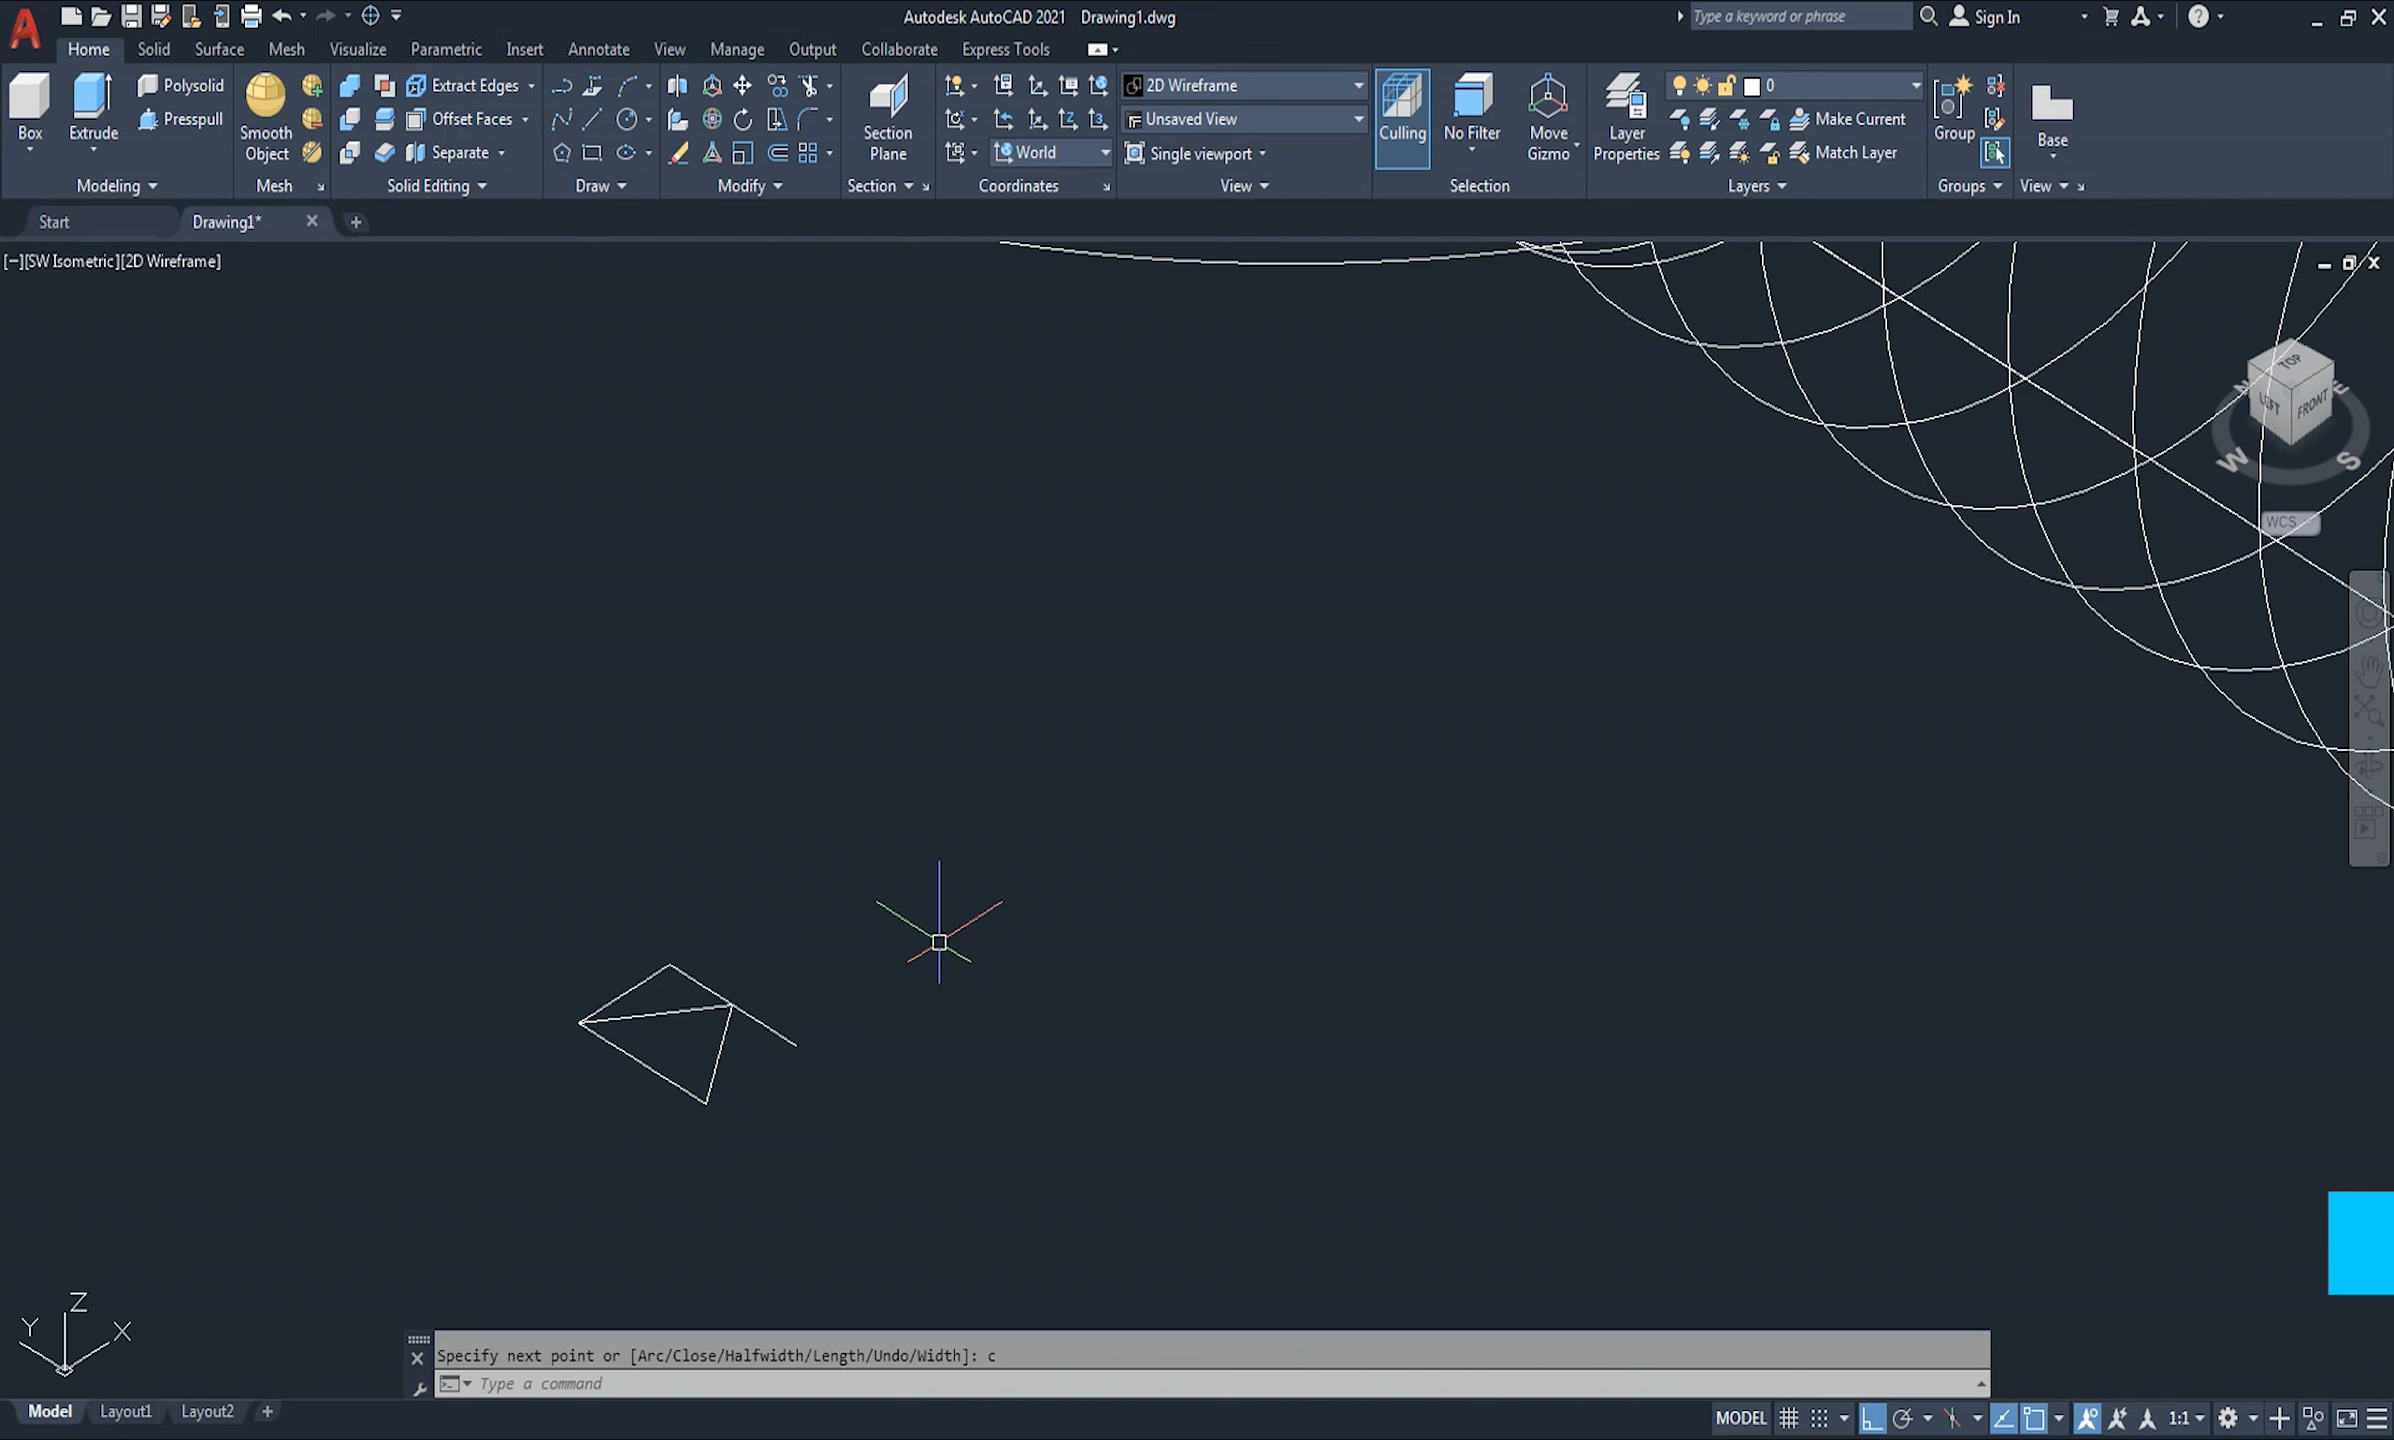 Autodesk AutoCAD 2021 Drawing1.dwg
Type a keyword or phrase
Sign In
Home Solid Surface Mesh Visualize Parametric Insert Annotate View Manage Output Collaborate Express Tools
Box
Extrude
Polysolid
Presspull
Modeling
Smooth
Object
Mesh
Extract Edges
Offset Faces
Separate
Solid Editing
Draw
Modify
Section
Plane
Section
World
Coordinates
2D Wireframe
Unsaved View
Single viewport
View
Culling
No Filter
Move
Gizmo
Selection
Layer
Properties
0
Make Current
Match Layer
Layers
Group
Groups
Base
View
Start
Drawing1*
[−][SW Isometric][2D Wireframe]
TOP
N
E
LEFT
FRONT
W
S
WCS
Z
Y
X
Specify next point or [Arc/Close/Halfwidth/Length/Undo/Width]: c
Type a command
Model Layout1 Layout2
MODEL
1:1